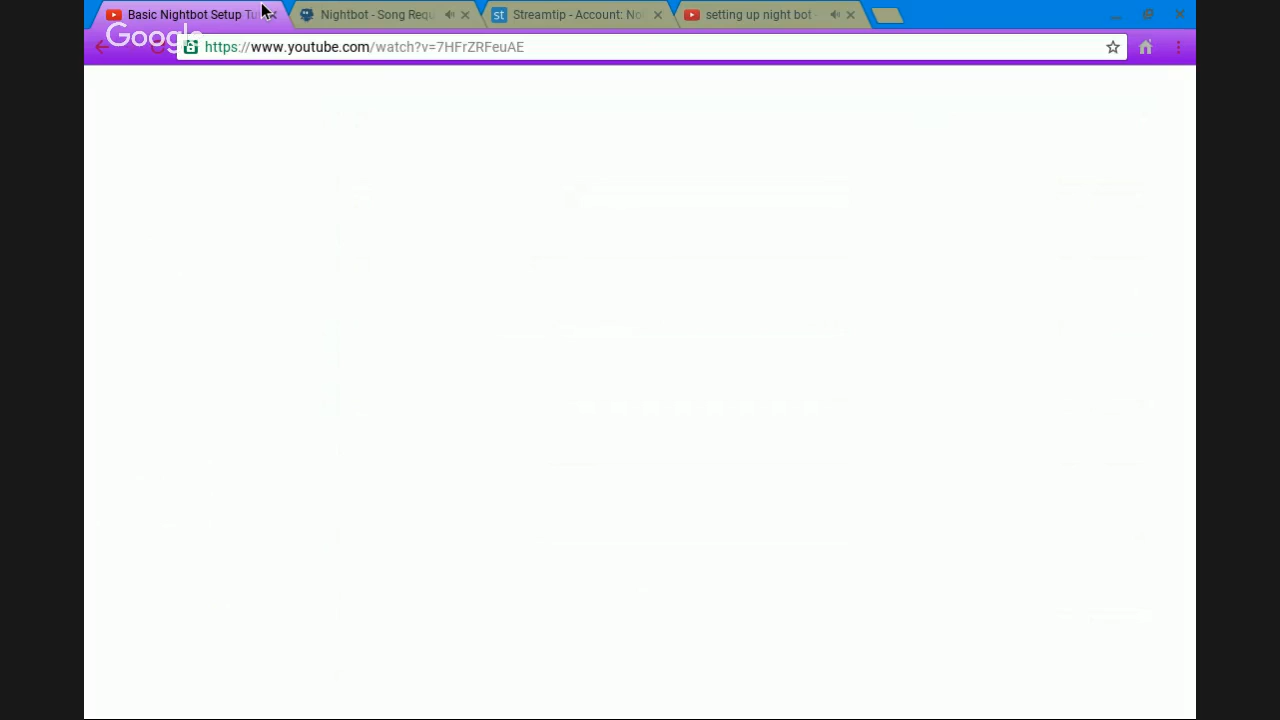 Basic Nightbot Setup Tu
Nightbot - Song Requ
Streamtip - Account: No
setting up night bot -
Google
https://www.youtube.com/watch?v=7HFrZRFeuAE